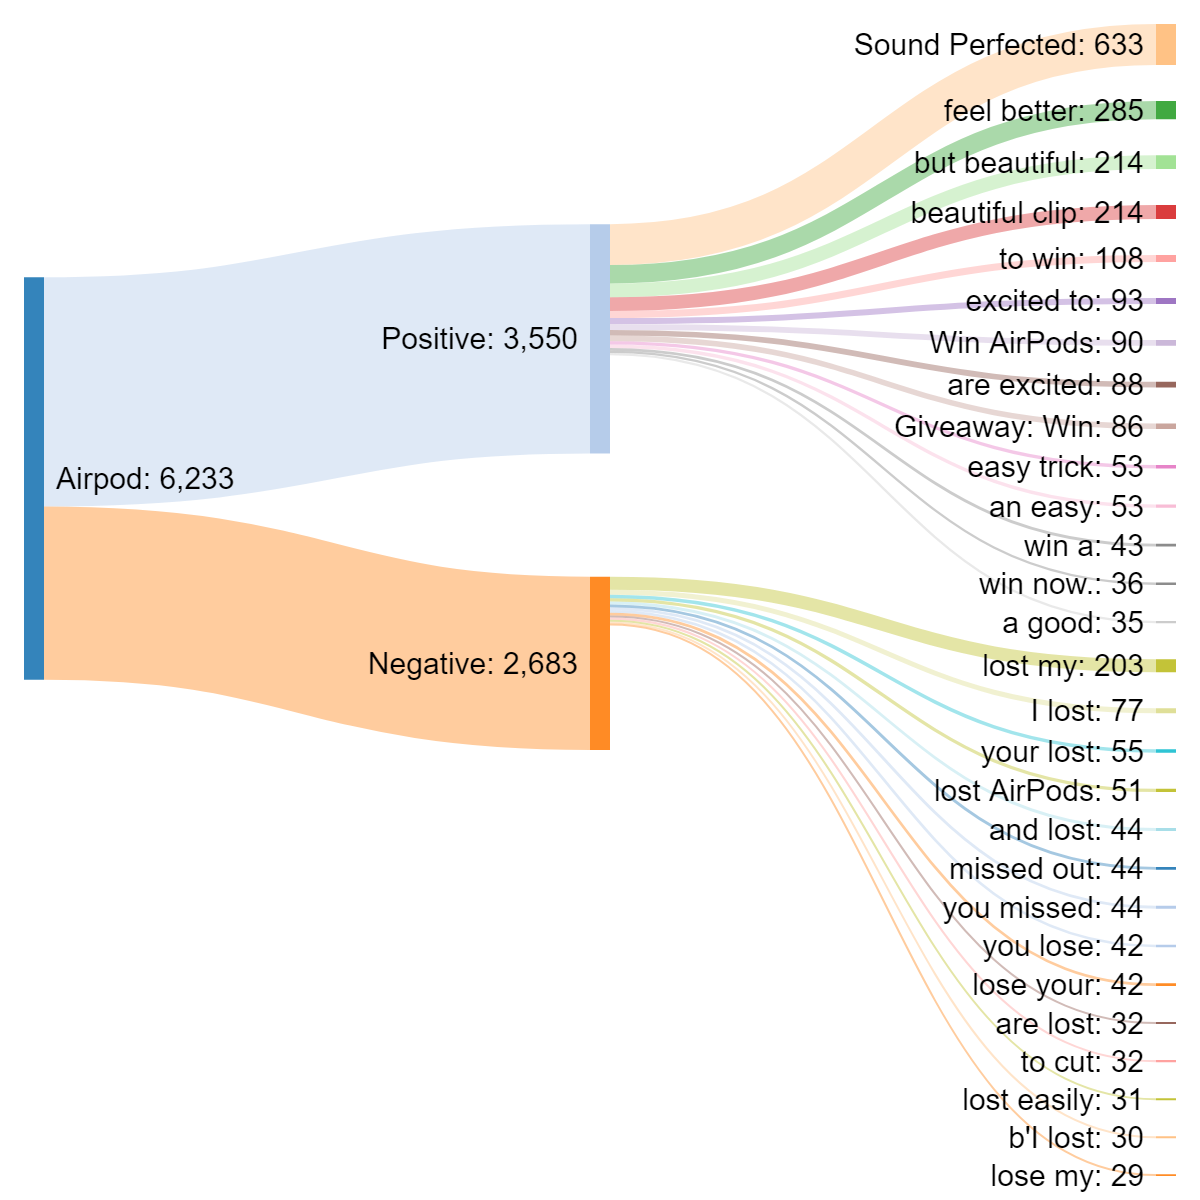 Sound Perfected: 633
feel better: 285
but beautiful: 214
beautiful clip: 214
to win: 108
excited to: 93
Positive: 3,550
Win AirPods: 90
are excited: 88
Giveaway: Win: 86
easy trick: 53
Airpod: 6,233
an easy: 53
win a: 43
win now.: 36
a good: 35
Negative: 2,683
lost my: 203
I lost: 77
your lost: 55
lost AirPods: 51
and lost: 44
missed out: 44
you missed: 44
you lose: 42
lose your: 42
are lost: 32
to cut: 32
lost easily: 31
b'I lost: 30
lose my: 29